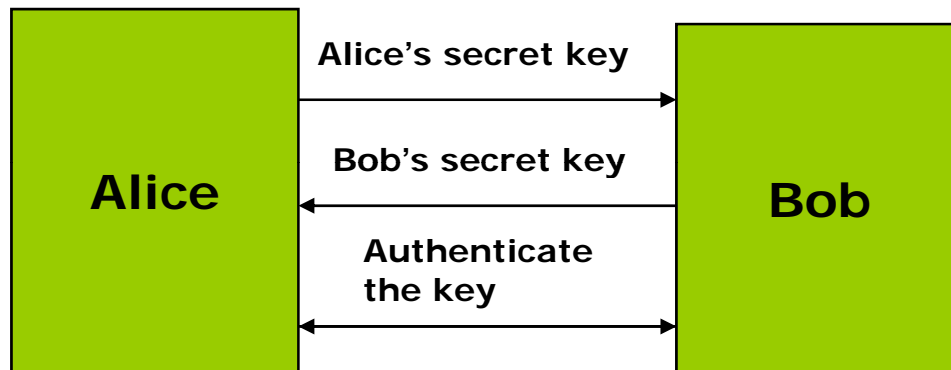 Alice’s secret key
Bob’s secret key
Alice
Bob
Authenticate
the key